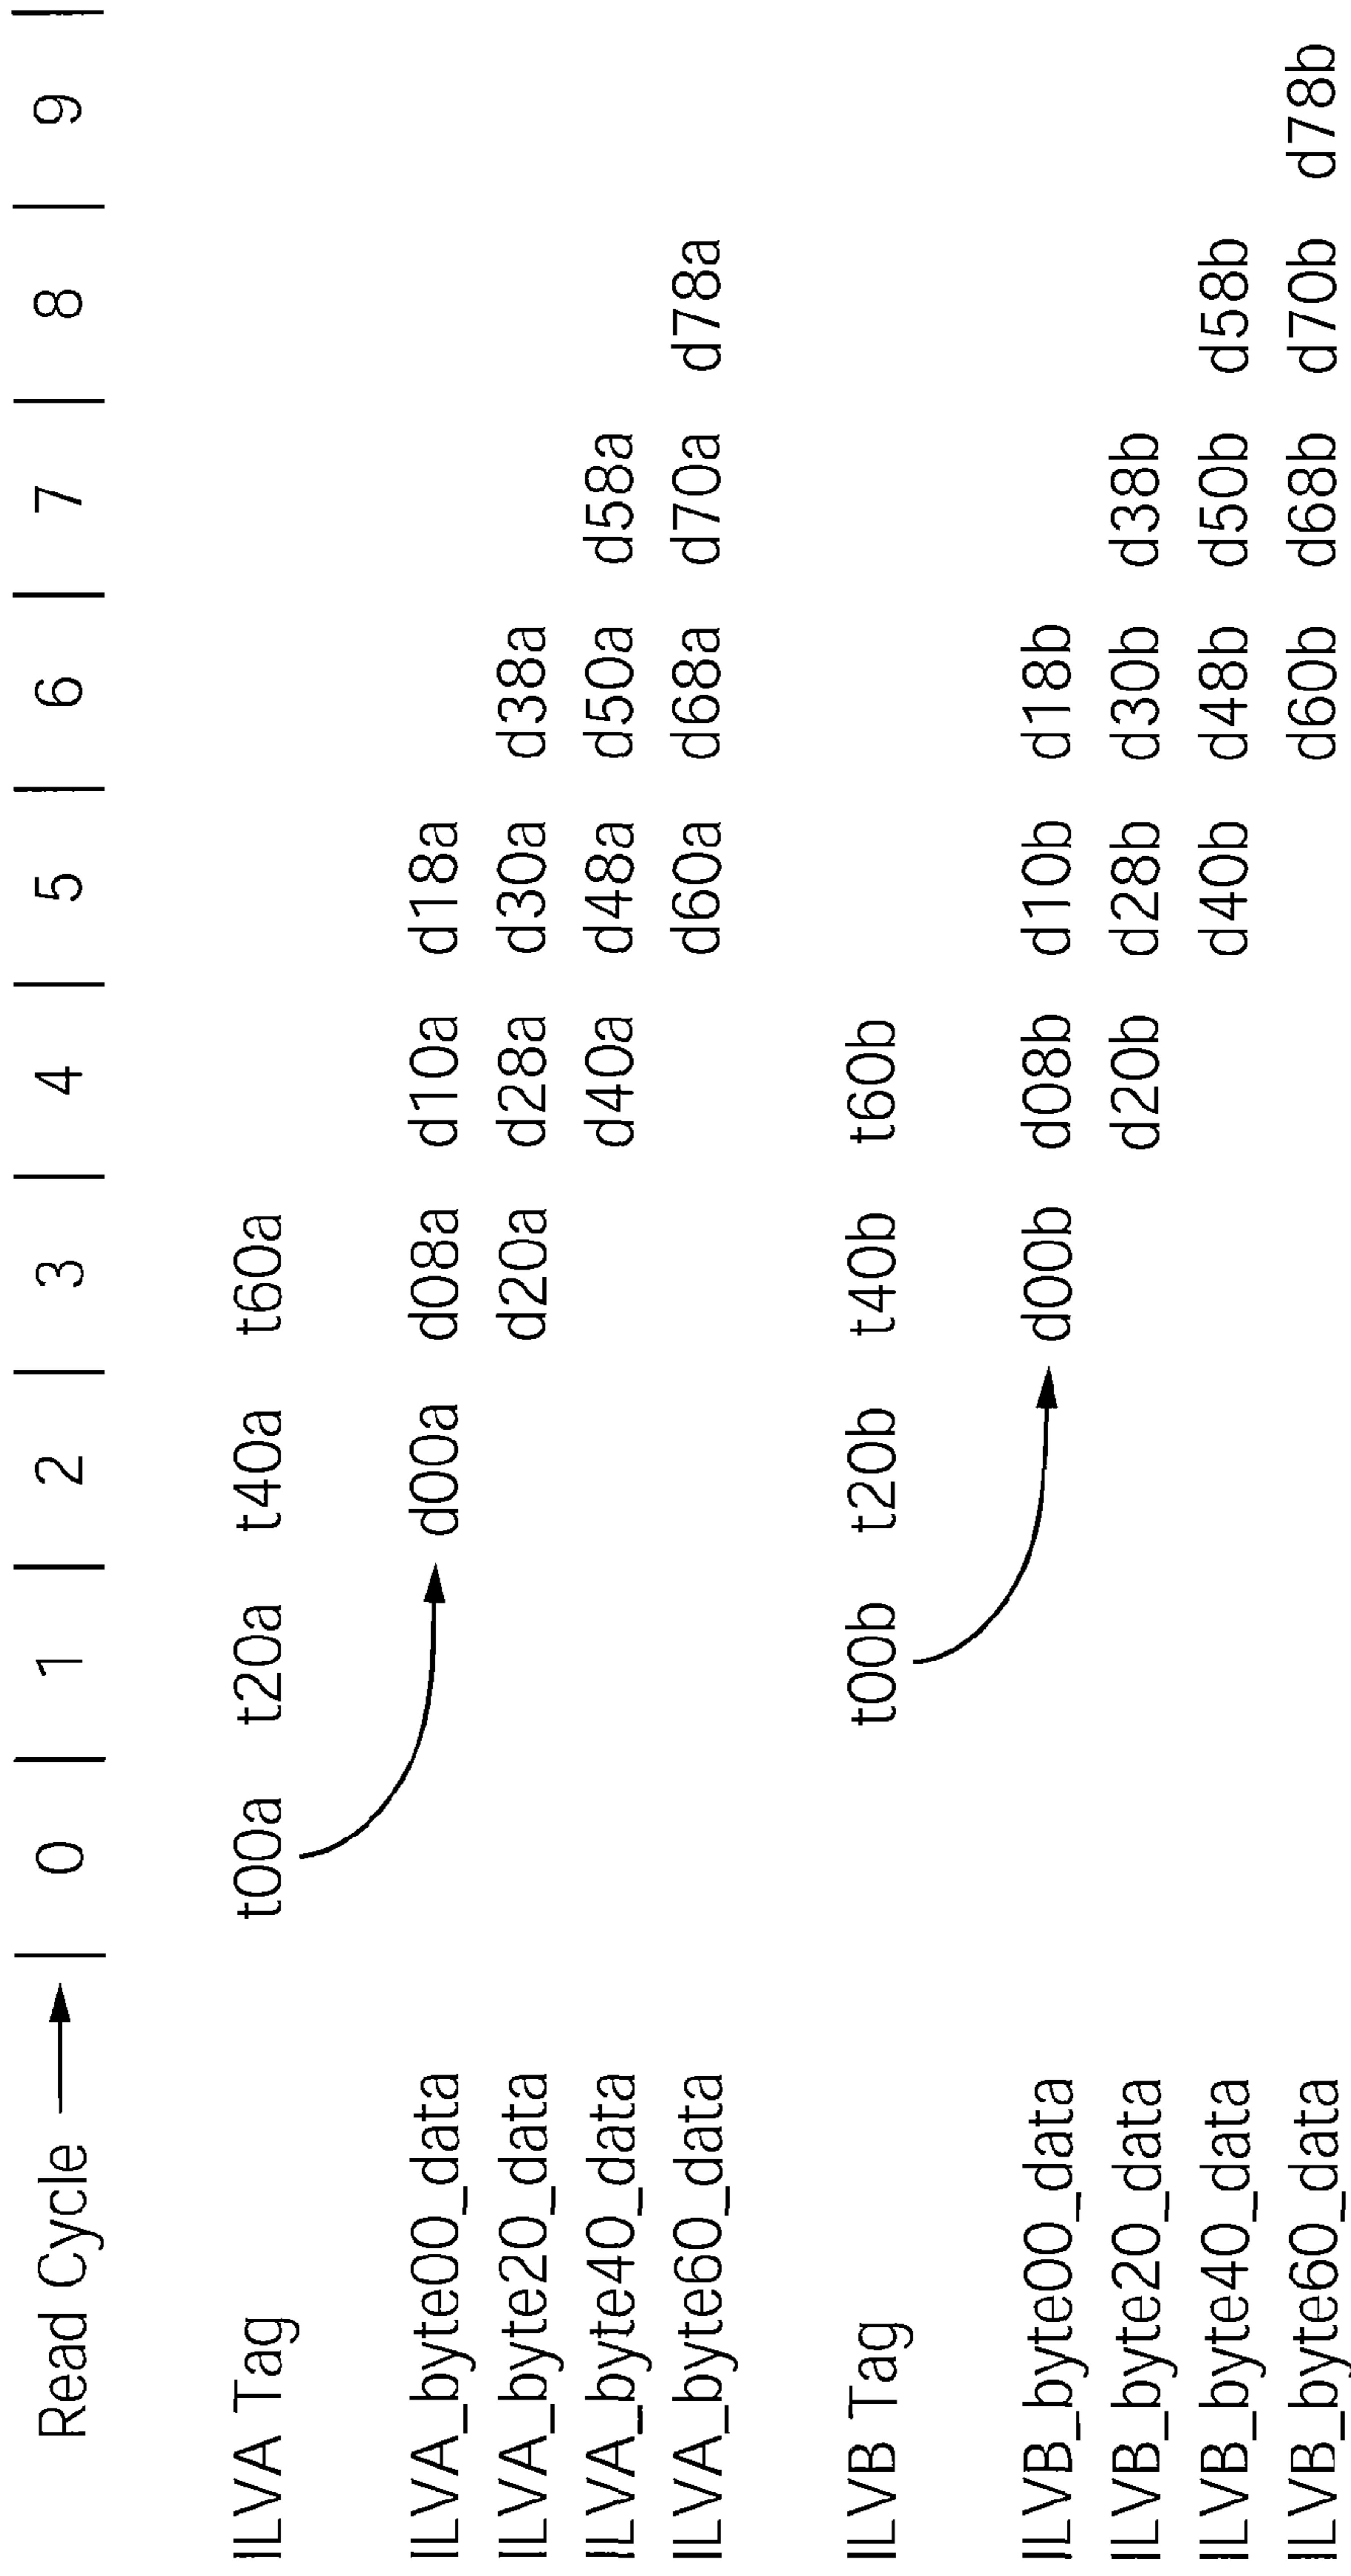 Read Cycle → | 0 | 1 | 2 | 3 | 4 | 5 | 6 | 7 | 8 | 9 |
ILVA Tag t00a t20a t40a t60a
ILVA_byte00_data d00a d08a d10a d18a
ILVA_byte20_data d20a d28a d30a d38a
ILVA_byte40_data d40a d48a d50a d58a
ILVA_byte60_data d60a d68a d70a d78a
ILVB Tag t00b t20b t40b t60b
ILVB_byte00_data d00b d08b d10b d18b
ILVB_byte20_data d20b d28b d30b d38b
ILVB_byte40_data d40b d48b d50b d58b
ILVB_byte60_data d60b d68b d70b d78b